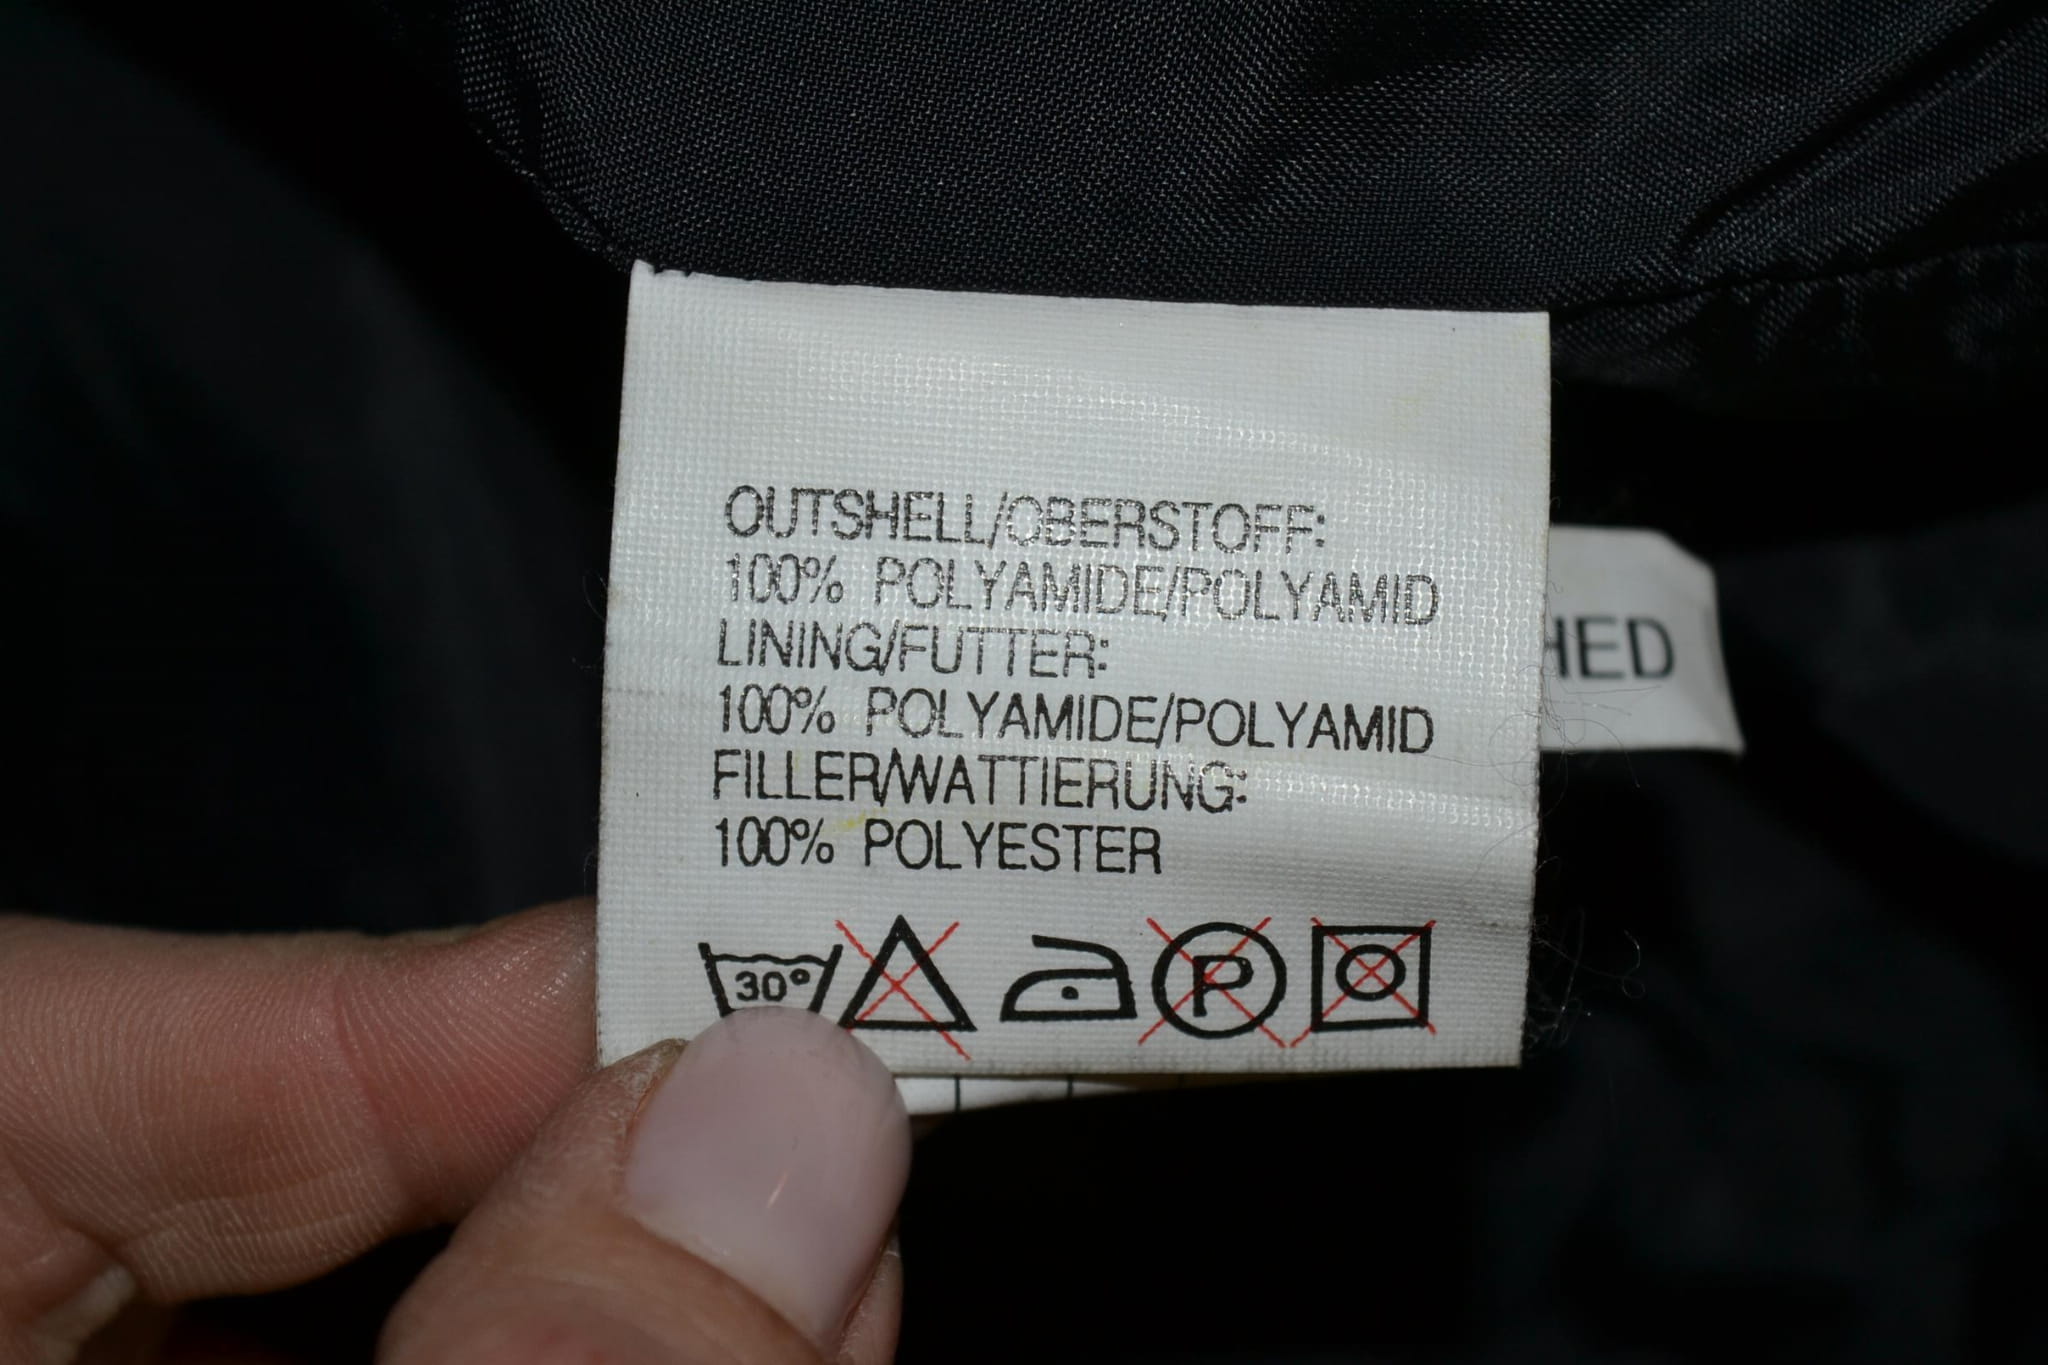 OUTSHELL/OBERSTOFF:
100% POLYAMIDE/POLYAMID
LINING/FUTTER:
100% POLYAMIDE/POLYAMID
FILLER/WATTIERUNG:
100% POLYESTER
30°
P
HED